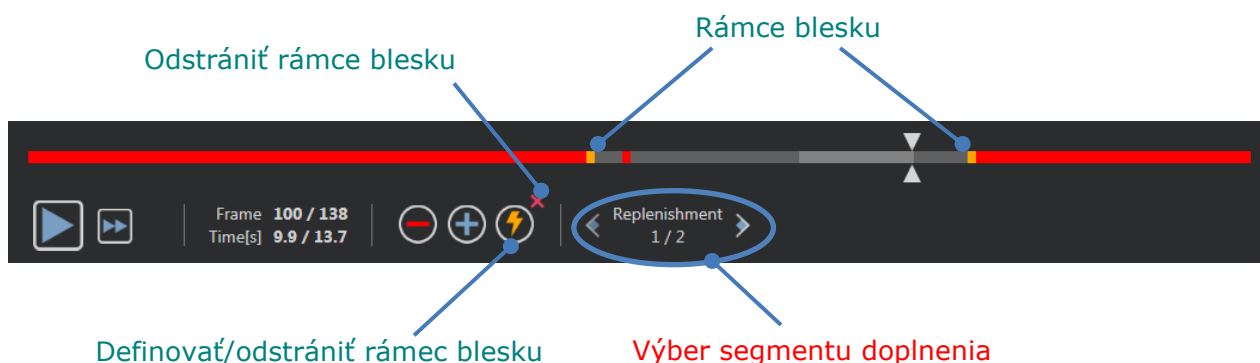 Rámce blesku
Odstrániť rámce blesku
Frame 100 / 138
Time[s] 9.9 / 13.7
Replenishment
1 / 2
Definovať/odstrániť rámec blesku
Výber segmentu doplnenia